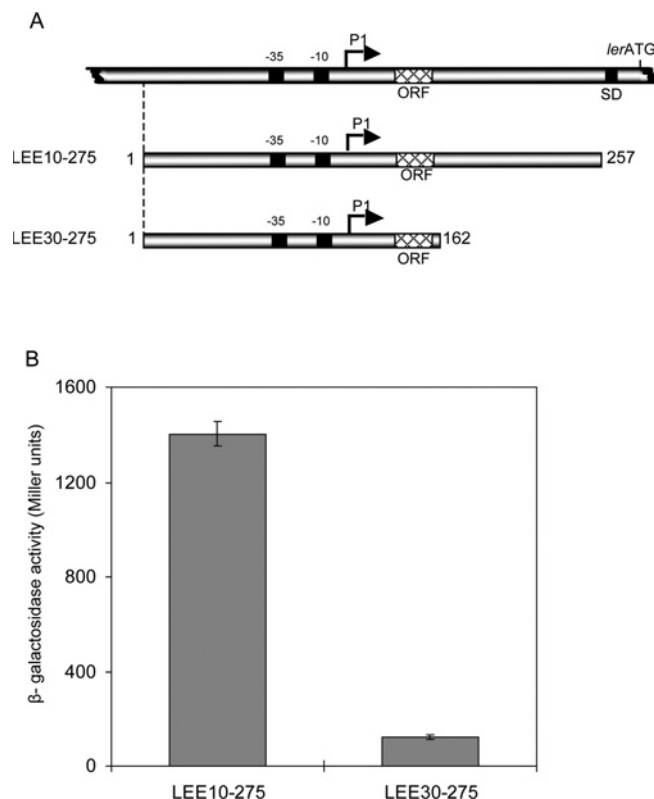 A
P1
lerATG
-35 -10
ORF
SD
P1
-35 -10
LEE10-275 1 257
ORF
P1
-35 -10
LEE30-275 1 162
ORF
B
β- galactosidase activity (Miller units)
1600
1200
800
400
0
LEE10-275 LEE30-275